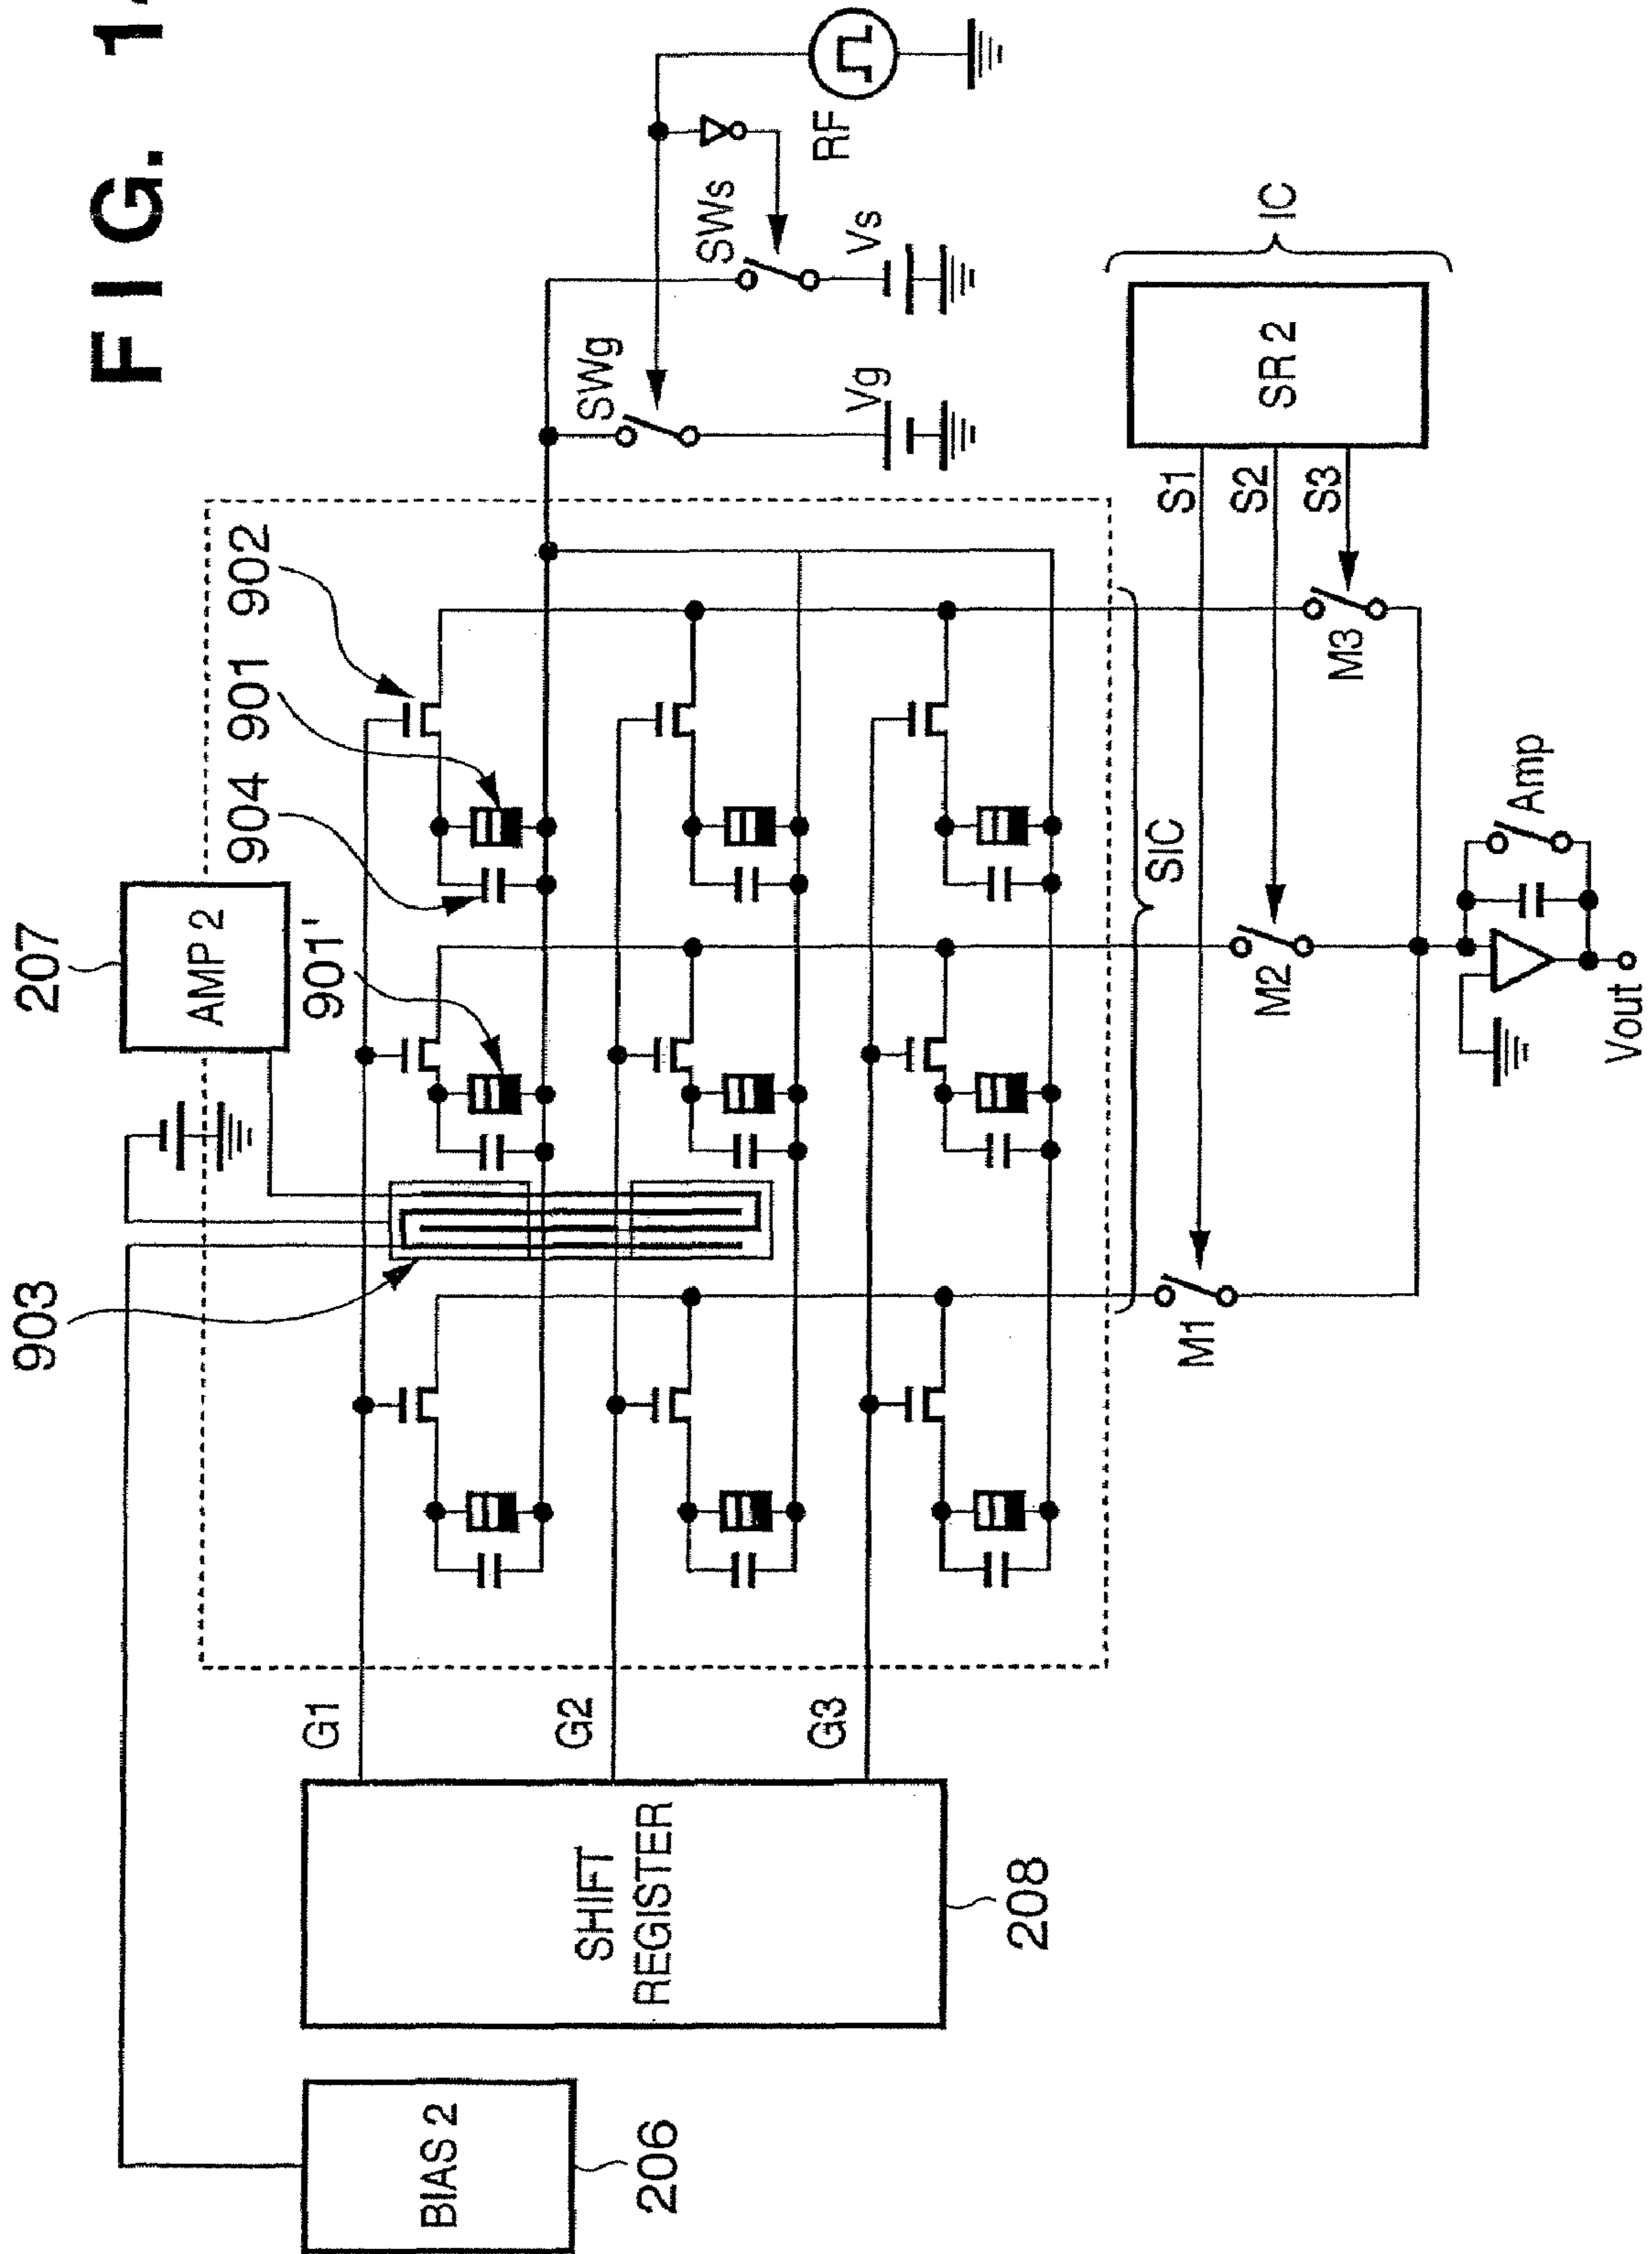 FIG. 1
207
AMP 2
903
901'
904
901
902
BIAS 2
206
SHIFT
REGISTER
208
G1
G2
G3
SWg
SWs
Vg
Vs
RF
SIC
S1
S2
S3
SR 2
IC
M1
M2
M3
Amp
Vout